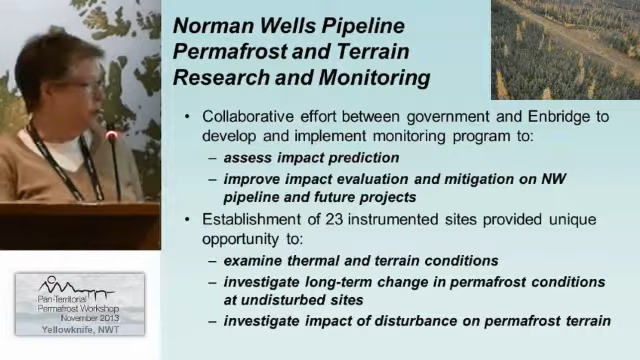 Norman Wells Pipeline
Permafrost and Terrain
Research and Monitoring
• Collaborative effort between government and Enbridge to
develop and implement monitoring program to:
– assess impact prediction
– improve impact evaluation and mitigation on NW
pipeline and future projects
• Establishment of 23 instrumented sites provided unique
opportunity to:
– examine thermal and terrain conditions
– investigate long-term change in permafrost conditions
at undisturbed sites
– investigate impact of disturbance on permafrost terrain
Pan-Territorial
Permafrost Workshop
November 2013
Yellowknife, NWT